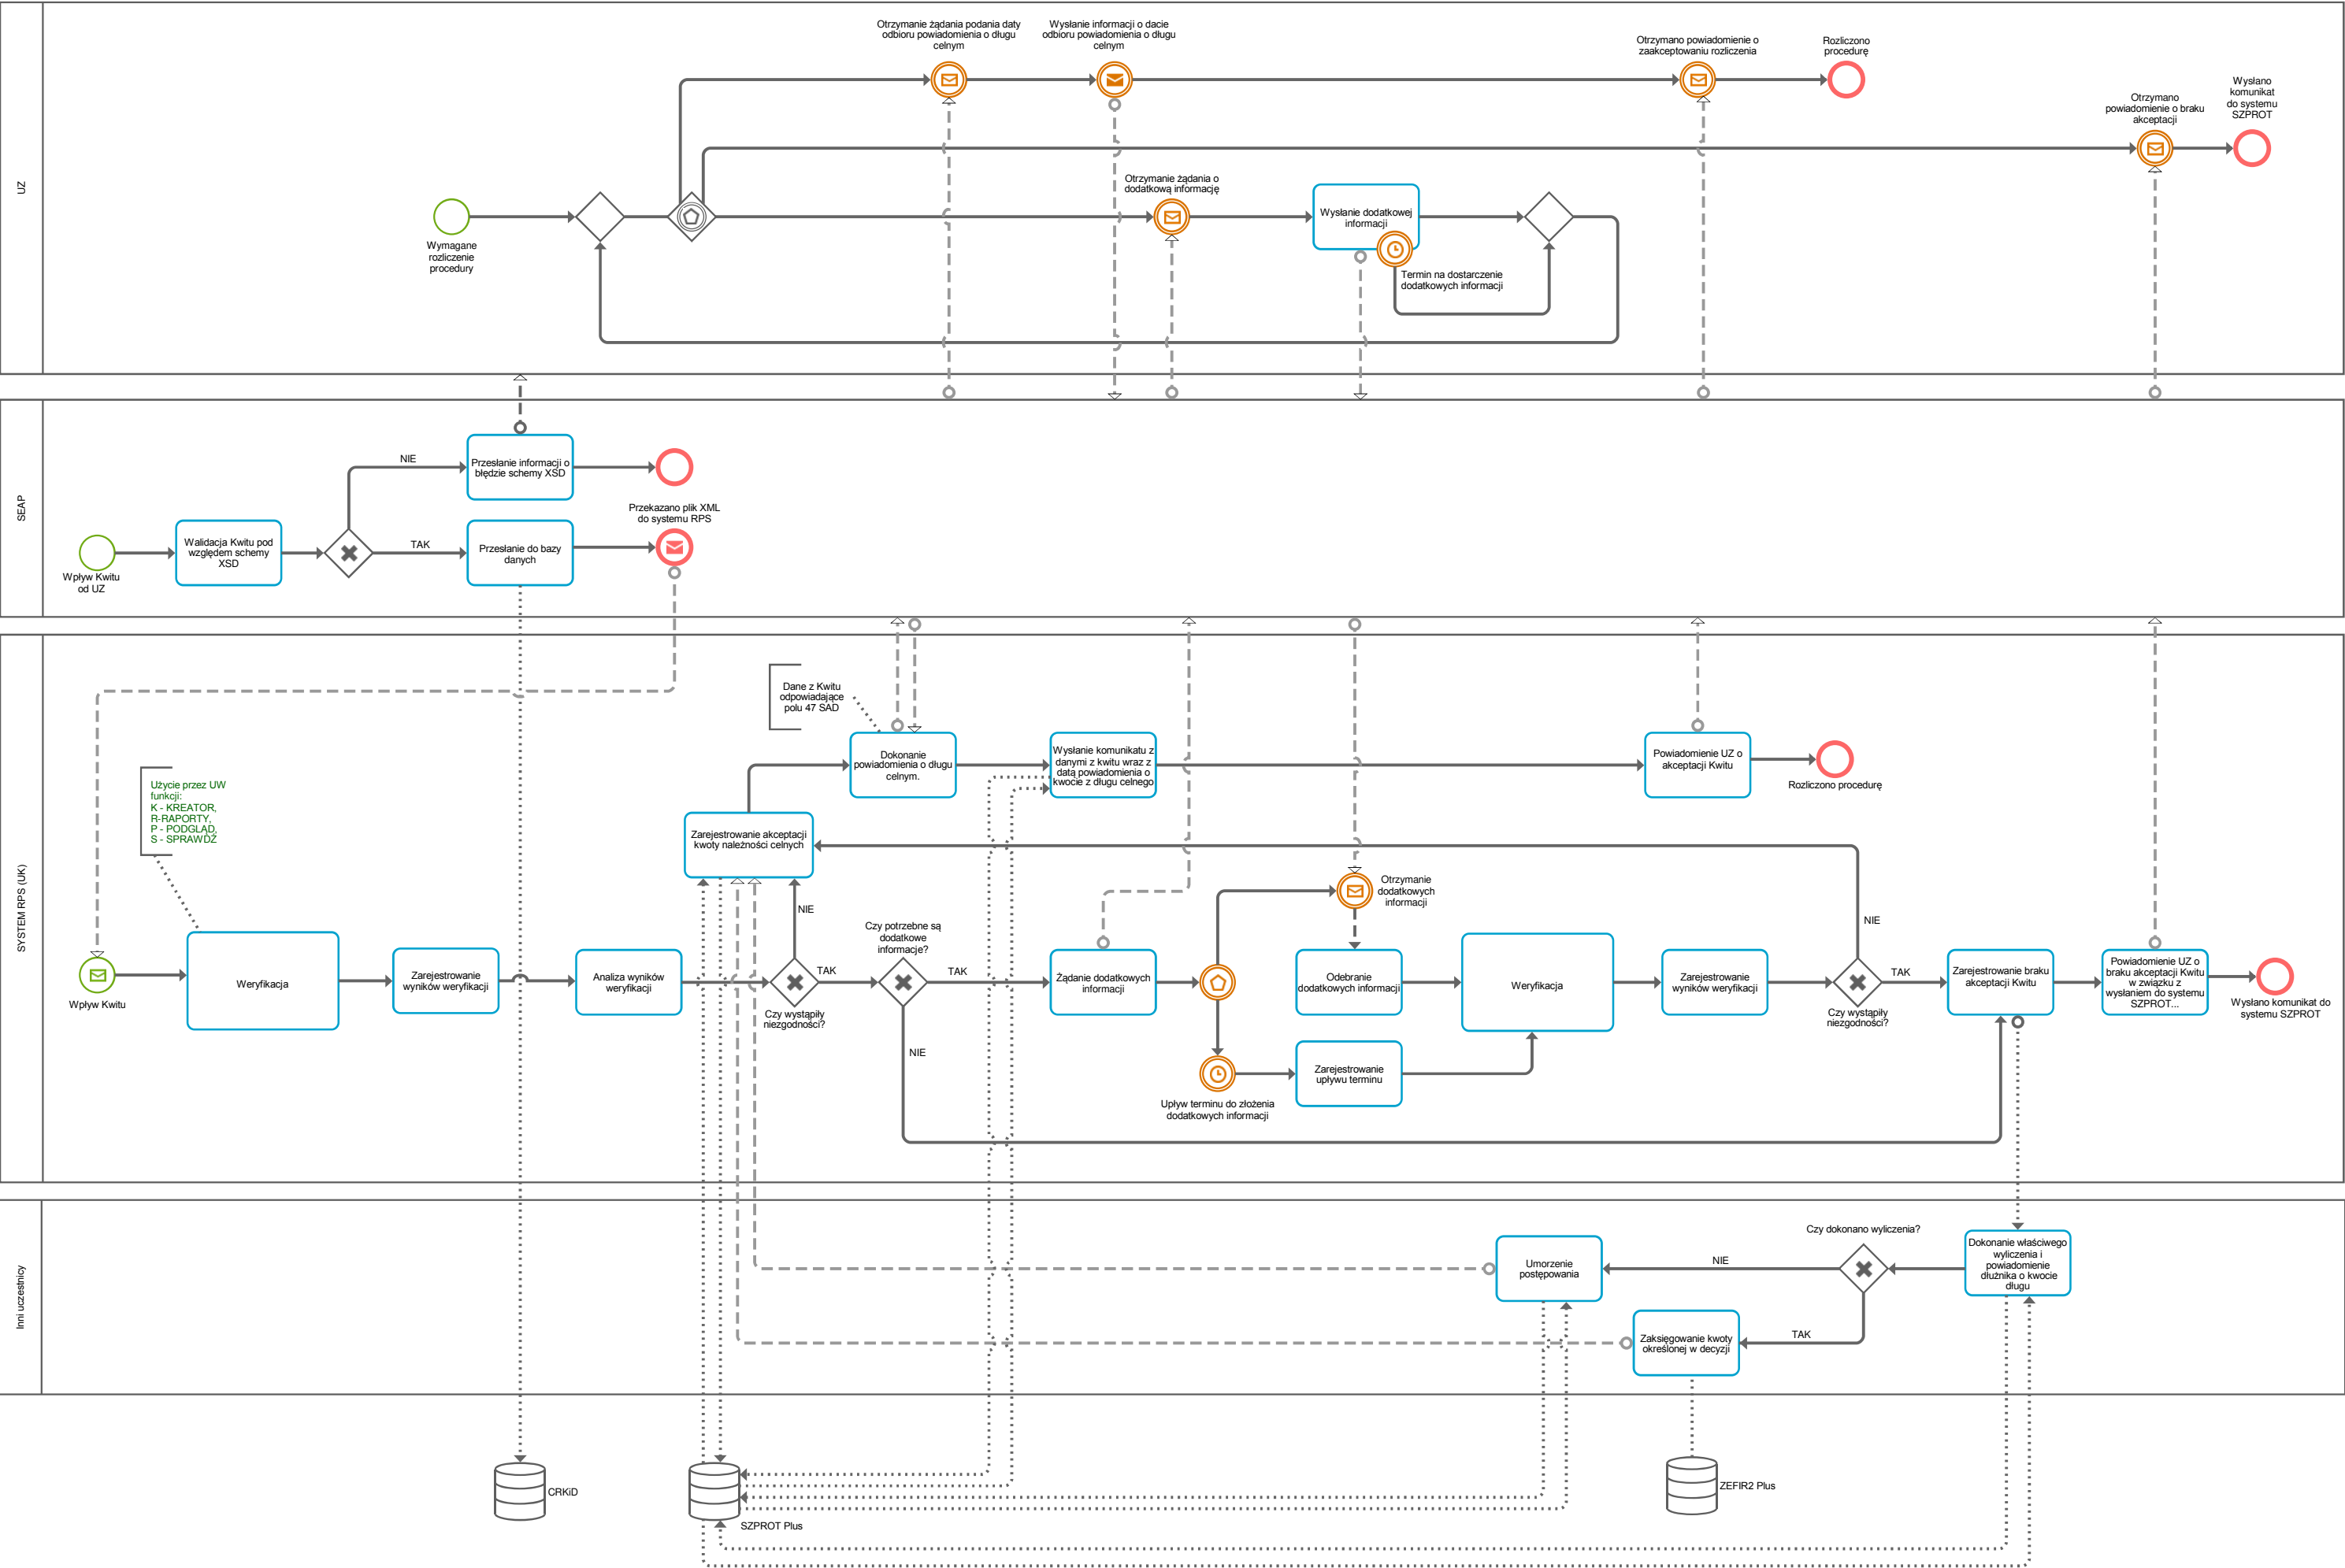 UZ
Otrzymanie żądania podania daty
odbioru powiadomienia o długu
celnym
Wysłanie informacji o dacie
odbioru powiadomienia o długu
celnym
Otrzymano powiadomienie o
zaakceptowaniu rozliczenia
Rozliczono
procedurę
Otrzymano
powiadomienie o braku
akceptacji
Wysłano
komunikat
do systemu
SZPROT
Wymagane
rozliczenie
procedury
Otrzymanie żądania o
dodatkową informację
Wysłanie dodatkowej
informacji
Termin na dostarczenie
dodatkowych informacji
SEAP
Wpływ Kwitu
od UZ
Walidacja Kwitu pod
względem schemy
XSD
NIE
TAK
Przesłanie informacji o
błędzie schemy XSD
Przesłanie do bazy
danych
Przekazano plik XML
do systemu RPS
SYSTEM RPS (UK)
Użycie przez UW
funkcji:
K - KREATOR,
R-RAPORTY,
P - PODGLĄD,
S - SPRAWDŹ
Wpływ Kwitu
Weryfikacja
Zarejestrowanie
wyników weryfikacji
Analiza wyników
weryfikacji
Dane z Kwitu
odpowiadające
polu 47 SAD
Dokonanie
powiadomienia o długu
celnym.
Wysłanie komunikatu z
danymi z kwitu wraz z
datą powiadomienia o
kwocie z długu celnego
Powiadomienie UZ o
akceptacji Kwitu
Rozliczono procedurę
Zarejestrowanie akceptacji
kwoty należności celnych
NIE
TAK
Czy wystąpiły
niezgodności?
Czy potrzebne są
dodatkowe
informacje?
TAK
NIE
Żądanie dodatkowych
informacji
Otrzymanie
dodatkowych
informacji
Upływ terminu do złożenia
dodatkowych informacji
Odebranie
dodatkowych informacji
Zarejestrowanie
upływu terminu
Weryfikacja
Zarejestrowanie
wyników weryfikacji
NIE
TAK
Czy wystąpiły
niezgodności?
Zarejestrowanie braku
akceptacji Kwitu
Powiadomienie UZ o
braku akceptacji Kwitu
w związku z
wysłaniem do systemu
SZPROT...
Wysłano komunikat do
systemu SZPROT
Inni uczestnicy
Umorzenie
postępowania
NIE
Czy dokonano wyliczenia?
TAK
Dokonanie właściwego
wyliczenia i
powiadomienie
dłużnika o kwocie
długu
Zaksięgowanie kwoty
określonej w decyzji
CRKiD
SZPROT Plus
ZEFIR2 Plus